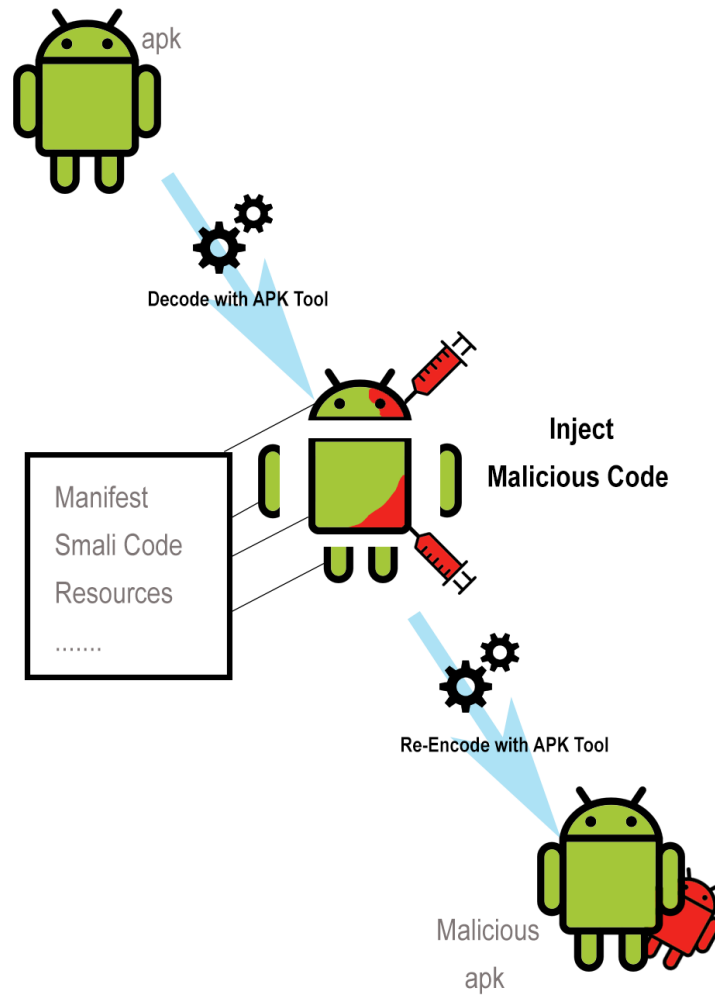 apk
Decode with APK Tool
Inject
Malicious Code
Manifest
Smali Code
Resources
.......
Re-Encode with APK Tool
Malicious
apk